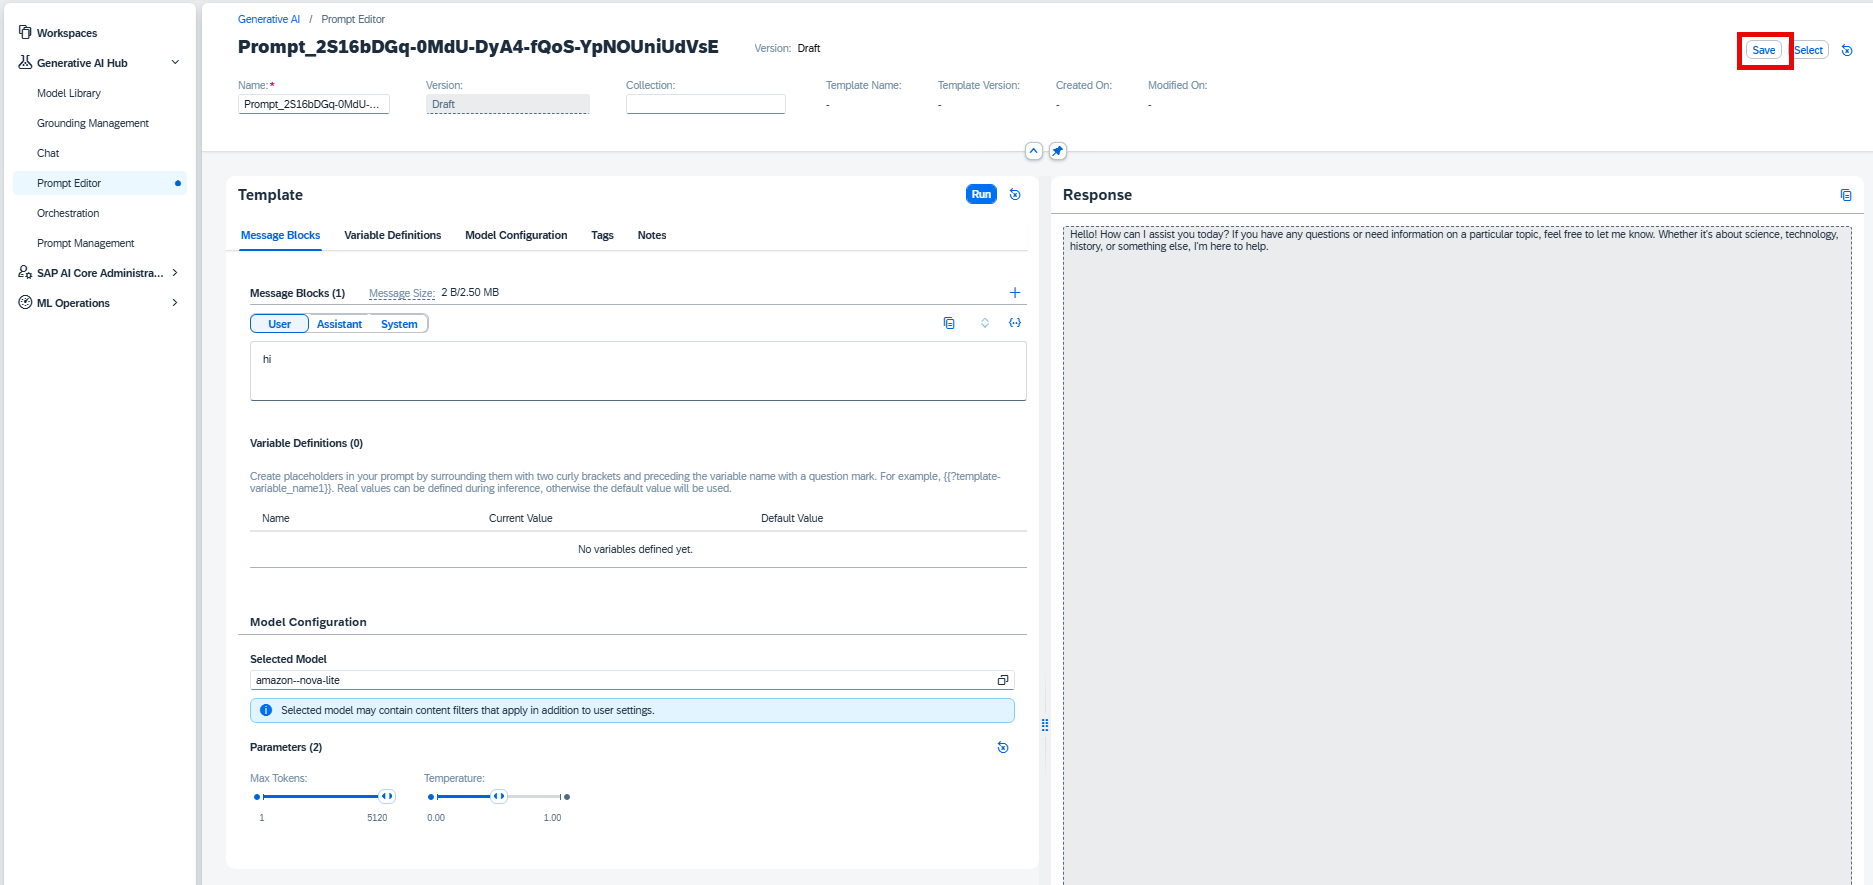 Workspaces
Generative AI Hub
Model Library
Grounding Management
Chat
Prompt Editor
Orchestration
Prompt Management
SAP AI Core Administra...
ML Operations
Generative AI / Prompt Editor
Prompt_2S16bDGq-0MdU-DyA4-fQoS-YpNOUniUdVsE Version: Draft
Save Select
Name:* Version: Collection: Template Name: Template Version: Created On: Modified On:
Prompt_2S16bDGq-0MdU-... Draft - - - -
Template
Run
Message Blocks Variable Definitions Model Configuration Tags Notes
Message Blocks (1) Message Size: 2 B/2.50 MB
User Assistant System
hi
Variable Definitions (0)
Create placeholders in your prompt by surrounding them with two curly brackets and preceding the variable name with a question mark. For example, {{?template-
variable_name1}}. Real values can be defined during inference, otherwise the default value will be used.
Name Current Value Default Value
No variables defined yet.
Model Configuration
Selected Model
amazon--nova-lite
Selected model may contain content filters that apply in addition to user settings.
Parameters (2)
Max Tokens: Temperature:
1 5120 0.00 1.00
Response
Hello! How can I assist you today? If you have any questions or need information on a particular topic, feel free to let me know. Whether it's about science, technology,
history, or something else, I'm here to help.